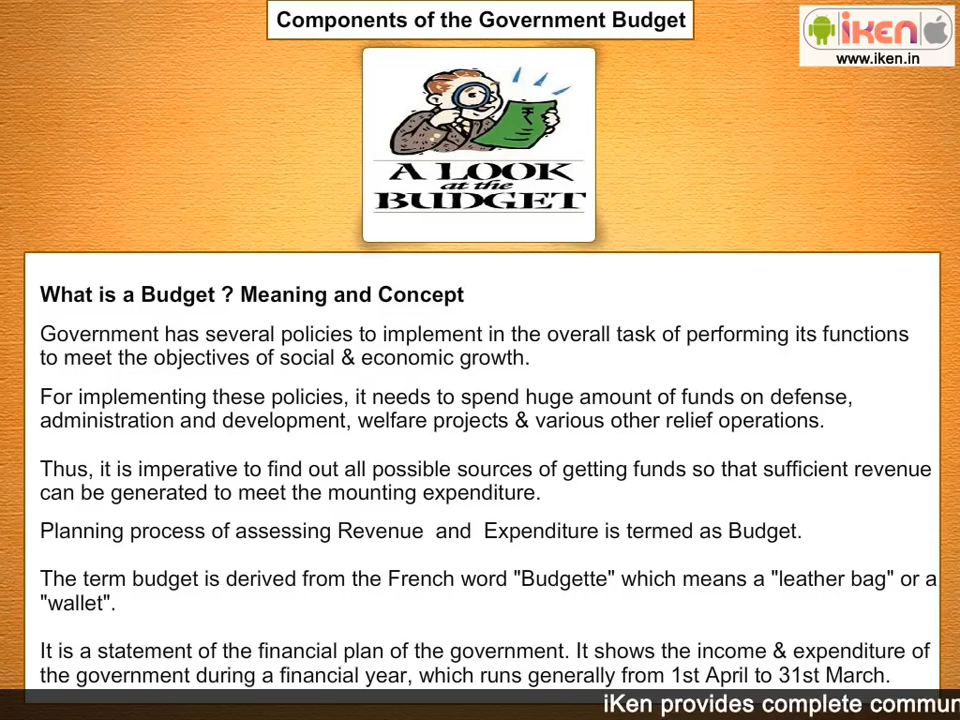 Components of the Government Budget
iKEN
www.iken.in
₹
A LOOK
at the
BUDGET
What is a Budget ? Meaning and Concept
Government has several policies to implement in the overall task of performing its functions
to meet the objectives of social & economic growth.
For implementing these policies, it needs to spend huge amount of funds on defense,
administration and development, welfare projects & various other relief operations.
Thus, it is imperative to find out all possible sources of getting funds so that sufficient revenue
can be generated to meet the mounting expenditure.
Planning process of assessing Revenue and Expenditure is termed as Budget.
The term budget is derived from the French word "Budgette" which means a "leather bag" or a
"wallet".
It is a statement of the financial plan of the government. It shows the income & expenditure of
the government during a financial year, which runs generally from 1st April to 31st March.
iKen provides complete commun